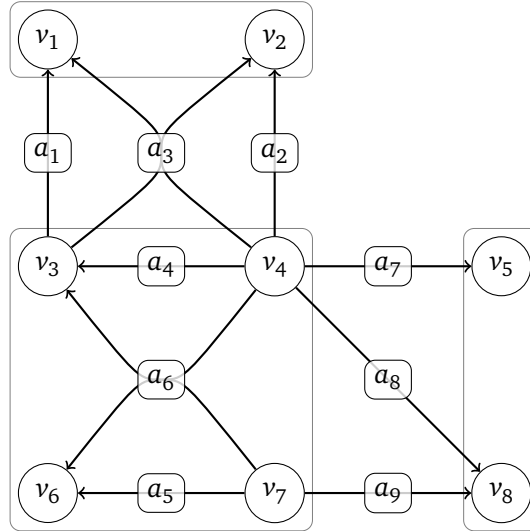 v₁ v₂
a₁ a₃ a₂
v₃ a₄ v₄ a₇ v₅
a₆ a₈
v₆ a₅ v₇ a₉ v₈